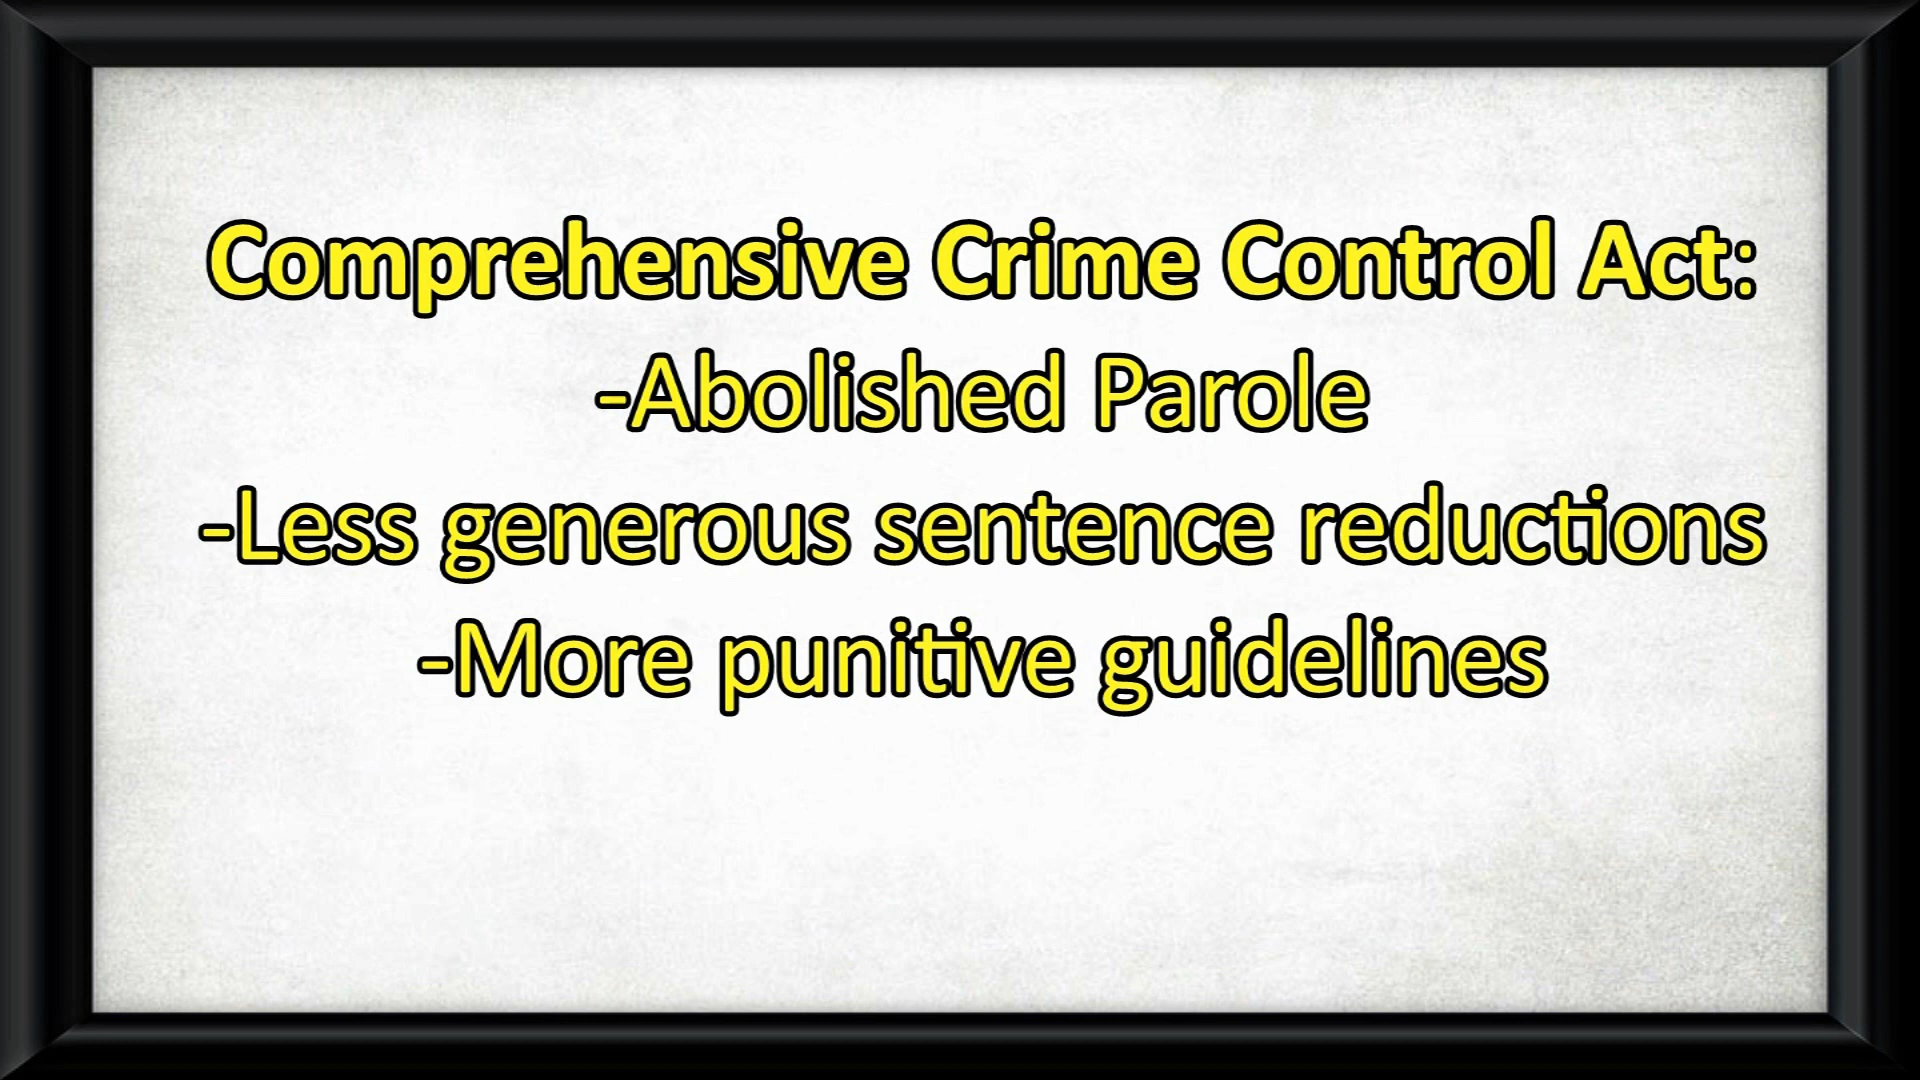 Comprehensive Crime Control Act:
-Abolished Parole
-Less generous sentence reductions
-More punitive guidelines